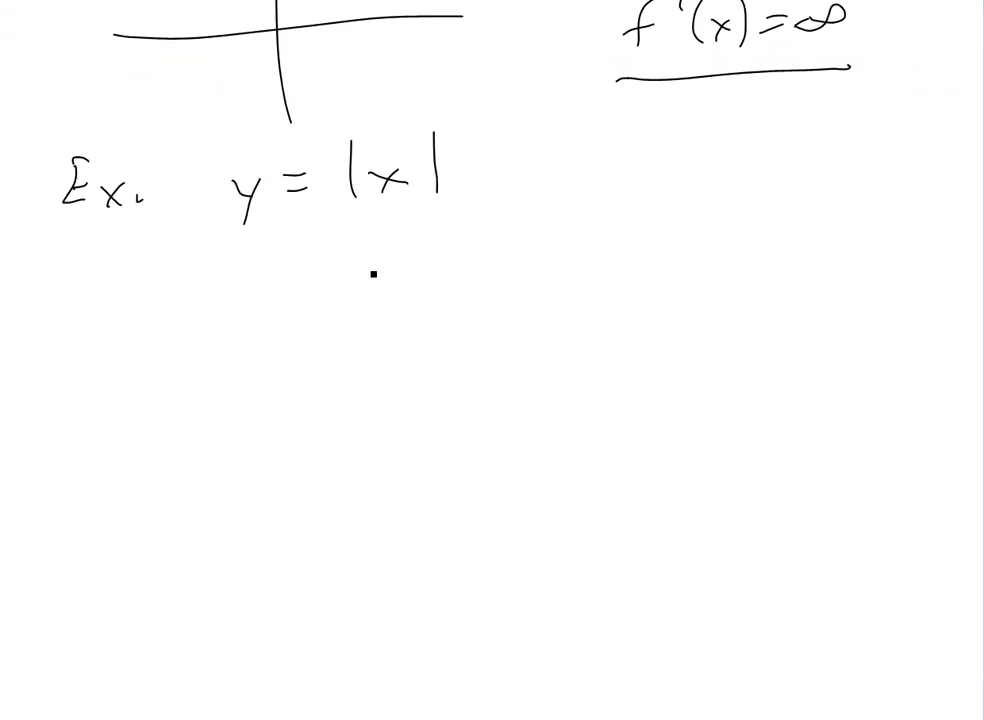 f'(x)=∞
Ex. y = |x|